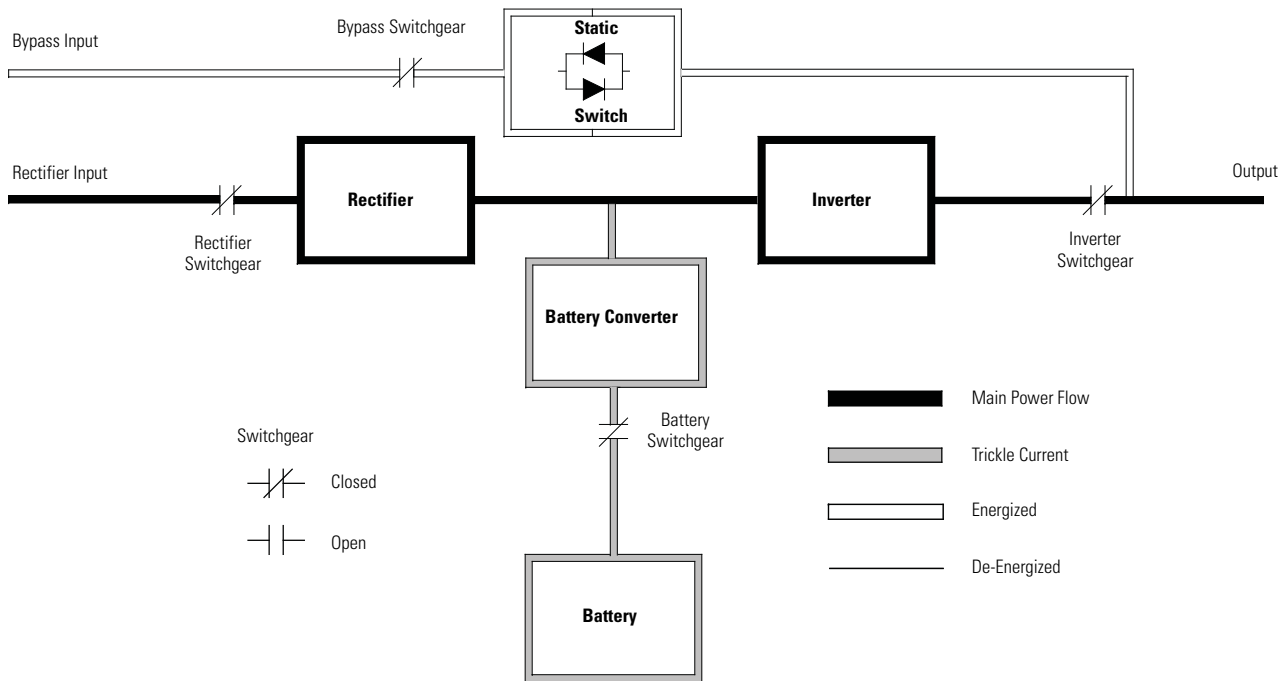 Bypass Input
Bypass Switchgear
Static
Switch
Rectifier Input
Rectifier
Inverter
Output
Rectifier
Switchgear
Inverter
Switchgear
Battery Converter
Battery
Switchgear
Switchgear
Closed
Open
Main Power Flow
Trickle Current
Energized
De-Energized
Battery